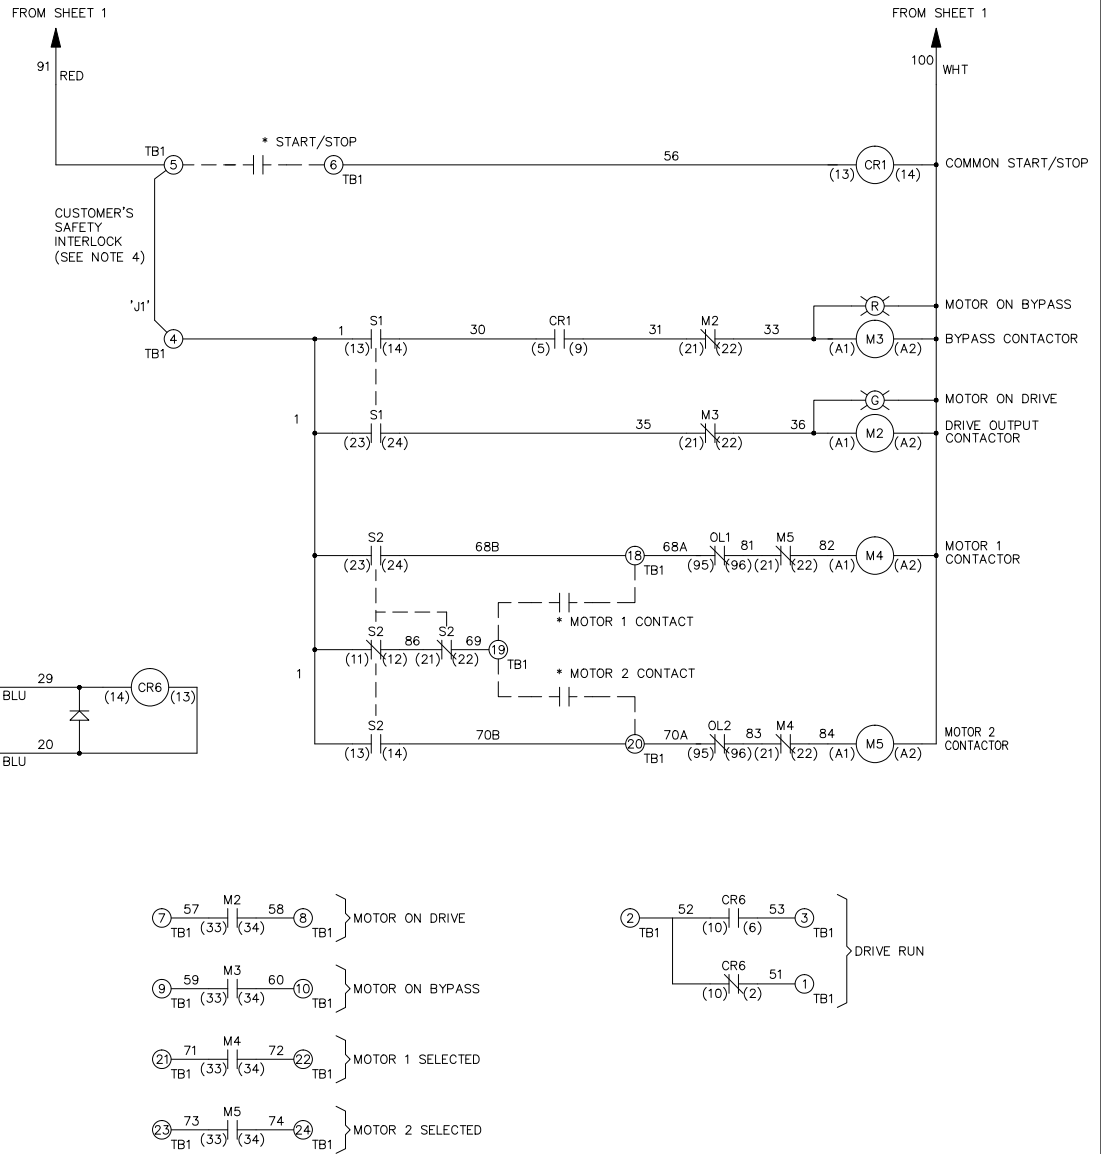 FROM SHEET 1
FROM SHEET 1
91
RED
100
WHT
* START/STOP
TB1
5
6
TB1
56
(13)
CR1
(14)
COMMON START/STOP
CUSTOMER'S
SAFETY
INTERLOCK
(SEE NOTE 4)
'J1'
4
TB1
R
MOTOR ON BYPASS
1
S1
(13)
(14)
30
CR1
(5)
(9)
31
M2
(21)
(22)
33
(A1)
M3
(A2)
BYPASS CONTACTOR
G
MOTOR ON DRIVE
1
S1
(23)
(24)
35
M3
(21)
(22)
36
(A1)
M2
(A2)
DRIVE OUTPUT
CONTACTOR
S2
(23)
(24)
68B
18
TB1
68A
OL1
(95)
(96)
81
M5
(21)
(22)
82
(A1)
M4
(A2)
MOTOR 1
CONTACTOR
* MOTOR 1 CONTACT
S2
(11)
(12)
86
S2
(21)
(22)
69
19
TB1
* MOTOR 2 CONTACT
1
29
BLU
(14)
CR6
(13)
20
BLU
S2
(13)
(14)
70B
20
TB1
70A
OL2
(95)
(96)
83
M4
(21)
(22)
84
(A1)
M5
(A2)
MOTOR 2
CONTACTOR
7
TB1
57
M2
(33)
(34)
58
8
TB1
MOTOR ON DRIVE
9
TB1
59
M3
(33)
(34)
60
10
TB1
MOTOR ON BYPASS
21
TB1
71
M4
(33)
(34)
72
22
TB1
MOTOR 1 SELECTED
23
TB1
73
M5
(33)
(34)
74
24
TB1
MOTOR 2 SELECTED
2
TB1
52
CR6
(10)
(6)
53
3
TB1
CR6
(10)
(2)
51
1
TB1
DRIVE RUN